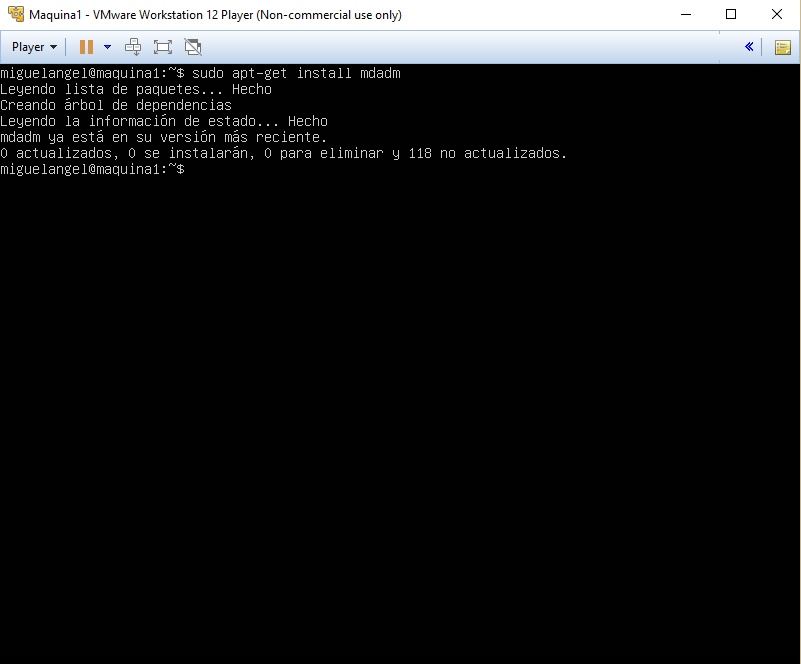 Maquina1 - VMware Workstation 12 Player (Non-commercial use only)
Player
miguelangel@maquina1:~$ sudo apt-get install mdadm
Leyendo lista de paquetes... Hecho
Creando árbol de dependencias
Leyendo la información de estado... Hecho
mdadm ya está en su versión más reciente.
0 actualizados, 0 se instalarán, 0 para eliminar y 118 no actualizados.
miguelangel@maquina1:~$